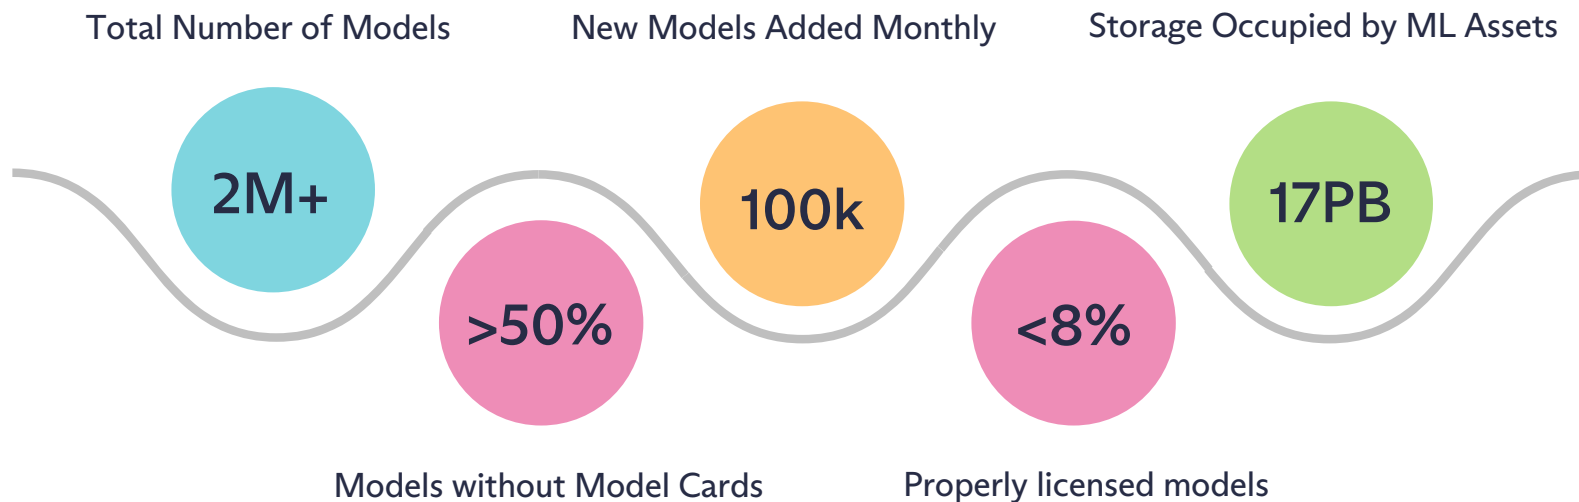 Total Number of Models
New Models Added Monthly
Storage Occupied by ML Assets
2M+
100k
17PB
>50%
<8%
Models without Model Cards
Properly licensed models